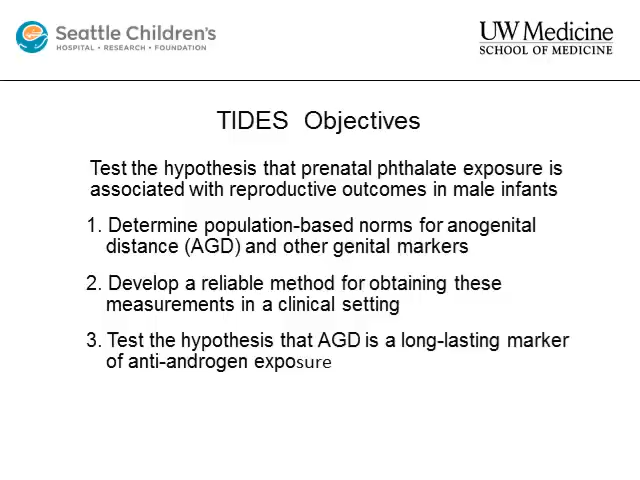 Seattle Children's
HOSPITAL • RESEARCH • FOUNDATION
UW Medicine
SCHOOL OF MEDICINE
TIDES Objectives
Test the hypothesis that prenatal phthalate exposure is
associated with reproductive outcomes in male infants
1. Determine population-based norms for anogenital
distance (AGD) and other genital markers
2. Develop a reliable method for obtaining these
measurements in a clinical setting
3. Test the hypothesis that AGD is a long-lasting marker
of anti-androgen exposure